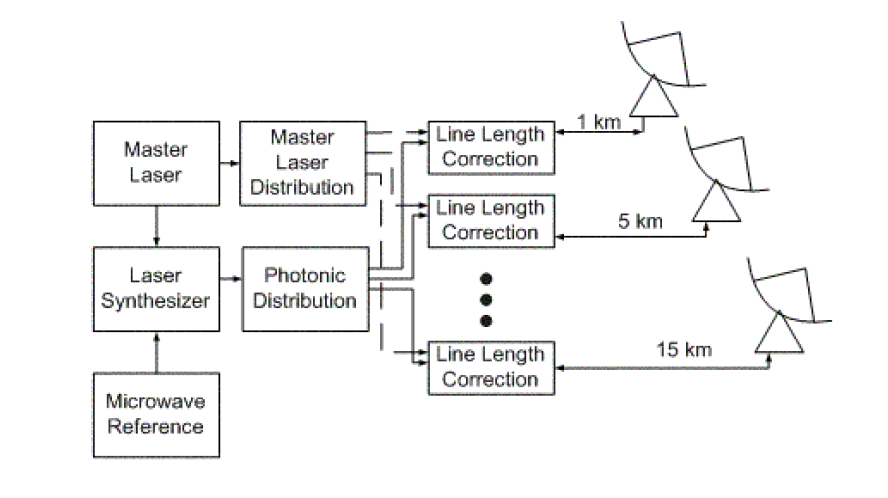 Master
Laser
Master
Laser
Distribution
Line Length
Correction
1 km
Line Length
Correction
5 km
Laser
Synthesizer
Photonic
Distribution
Line Length
Correction
15 km
Microwave
Reference